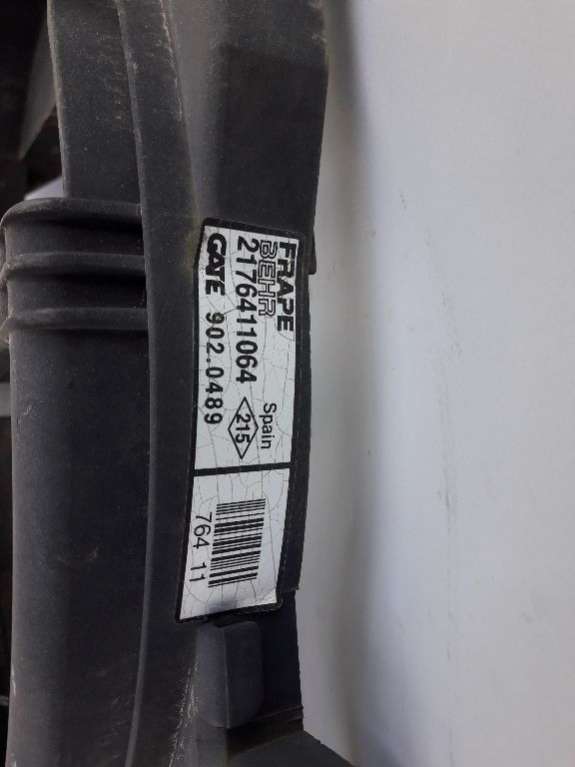 FRAPE
BEHR
2176411064
Spain
GATE 902.0489
215
764 11